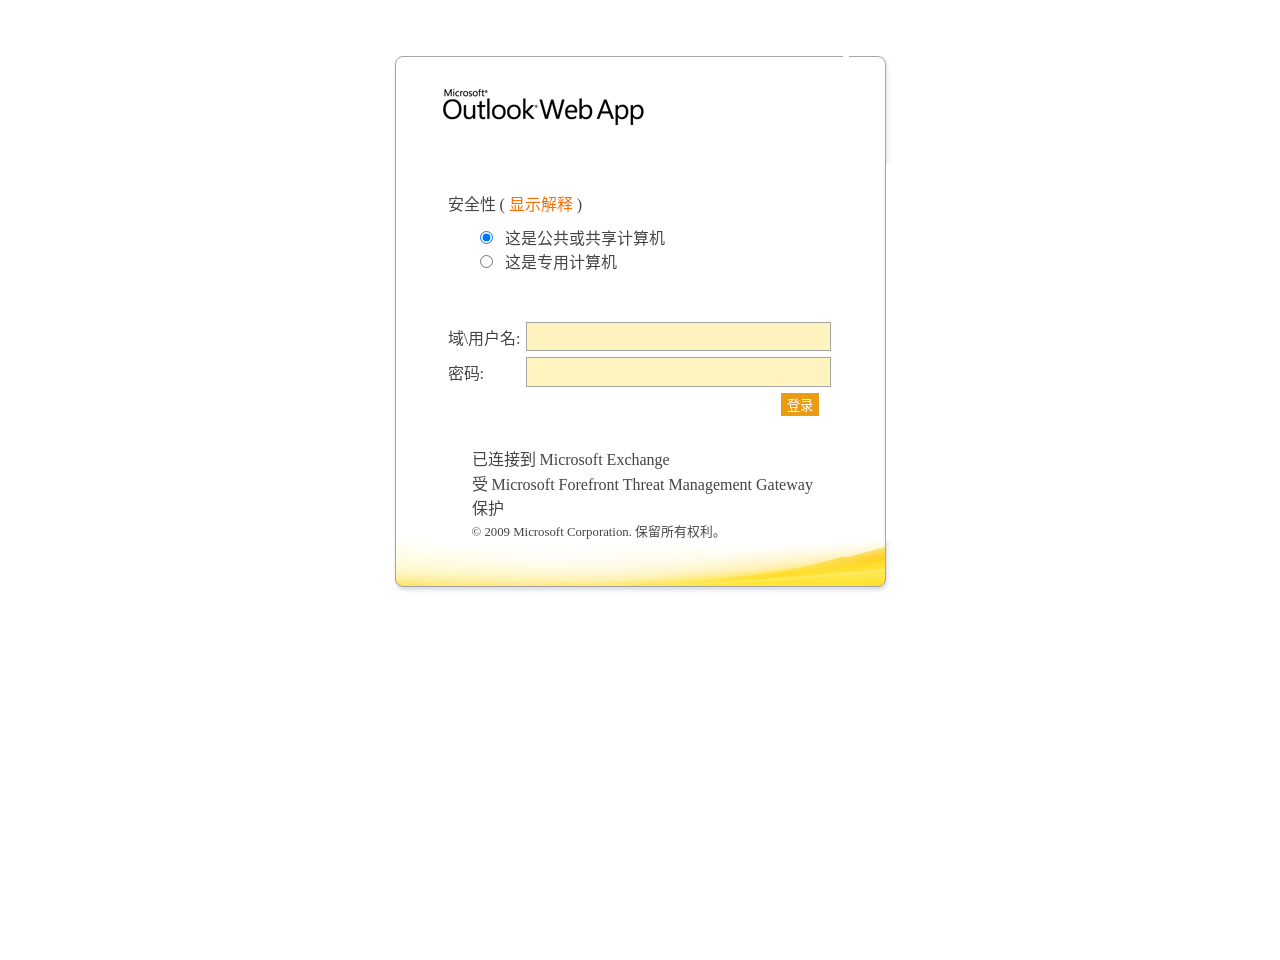 Microsoft®
Outlook® Web App
安全性 ( 显示解释 )
这是公共或共享计算机
这是专用计算机
域\用户名:
密码:
登录
已连接到 Microsoft Exchange
受 Microsoft Forefront Threat Management Gateway
保护
© 2009 Microsoft Corporation. 保留所有权利。